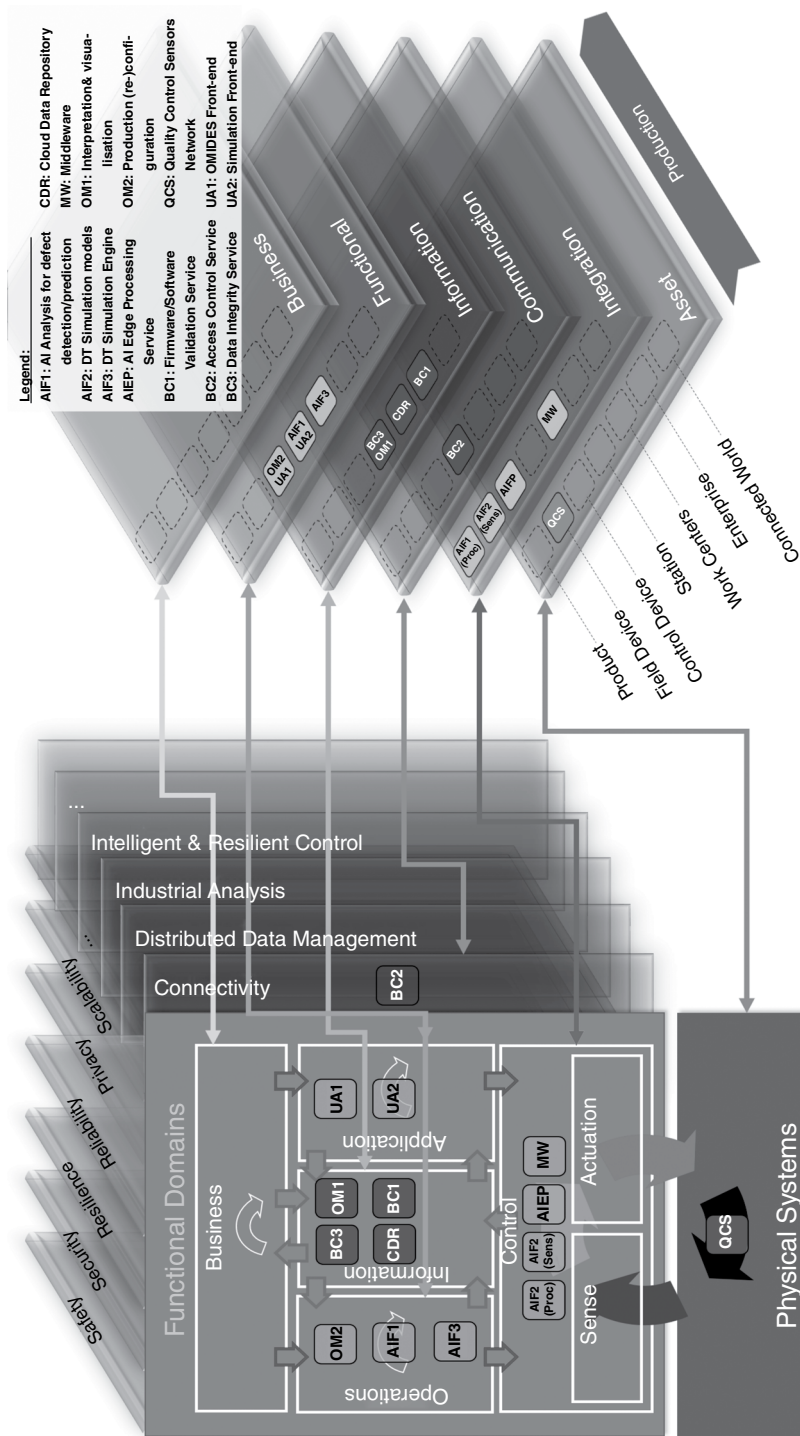 Legend:
AIF1: AI Analysis for defect
detection/prediction
AIF2: DT Simulation models
AIF3: DT Simulation Engine
AIEP: AI Edge Processing
Service
BC1: Firmware/Software
Validation Service
BC2: Access Control Service
BC3: Data Integrity Service
CDR: Cloud Data Repository
MW: Middleware
OM1: Interpretation& visua-
lisation
OM2: Production (re-)confi-
guration
QCS: Quality Control Sensors
Network
UA1: OMIDES Front-end
UA2: Simulation Front-end
Business
Functional
Information
Communication
Integration
Asset
Production
OM2
UA1
AIF1
UA2
AIF3
BC3
OM1
CDR
BC1
BC2
AIF1
(Proc)
AIF2
(Sens)
AIFP
MW
QCS
Product
Field Device
Control Device
Station
Work Centers
Enterprise
Connected World
...
Intelligent & Resilient Control
Industrial Analysis
...
Distributed Data Management
Connectivity
BC2
Safety
Security
Resilience
Reliability
Privacy
Scalability
Functional Domains
Business
Operations
OM2
AIF1
AIF3
Information
BC3
OM1
CDR
BC1
Application
UA1
UA2
Control
AIF2
(Proc)
AIF2
(Sens)
AIEP
MW
Sense
Actuation
QCS
Physical Systems